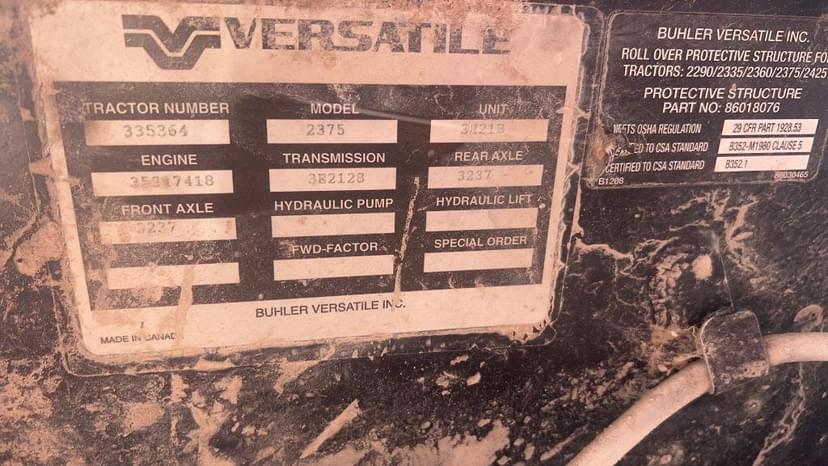 VERSATILE
TRACTOR NUMBER MODEL UNIT
335364 2375
ENGINE TRANSMISSION REAR AXLE
3237
FRONT AXLE HYDRAULIC PUMP HYDRAULIC LIFT
3237
FWD-FACTOR SPECIAL ORDER
BUHLER VERSATILE INC.
MADE IN CANADA
BUHLER VERSATILE INC.
ROLL OVER PROTECTIVE STRUCTURE
TRACTORS: 2290/2335/2360/2375/2425
PROTECTIVE STRUCTURE
PART NO: 86018076
MEETS OSHA REGULATION 29 CFR PART 1928.53
TO CSA STANDARD B352-M1980 CLAUSE 5
CERTIFIED TO CSA STANDARD B352.1
B1208 86030465